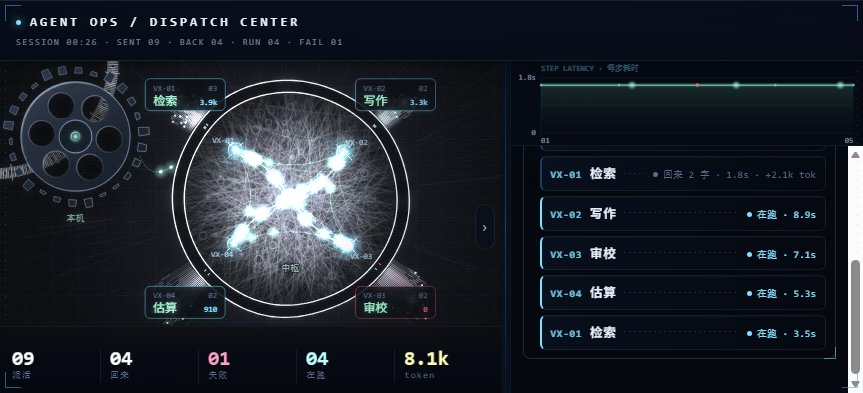 AGENT OPS / DISPATCH CENTER
SESSION 00:26 · SENT 09 · BACK 04 · RUN 04 · FAIL 01
VX-01 03
检索 3.9k
VX-02 02
写作 3.3k
VX-01
VX-02
VX-04
VX-03
本机
中枢
VX-04 02
估算 910
VX-03 02
审校 0
›
09
派活
04
回来
01
失败
04
在跑
8.1k
token
STEP LATENCY · 每步耗时
1.8s
0
01 05
VX-01 检索 回来 2 字 · 1.8s · +2.1k tok
VX-02 写作 在跑 · 8.9s
VX-03 审校 在跑 · 7.1s
VX-04 估算 在跑 · 5.3s
VX-01 检索 在跑 · 3.5s